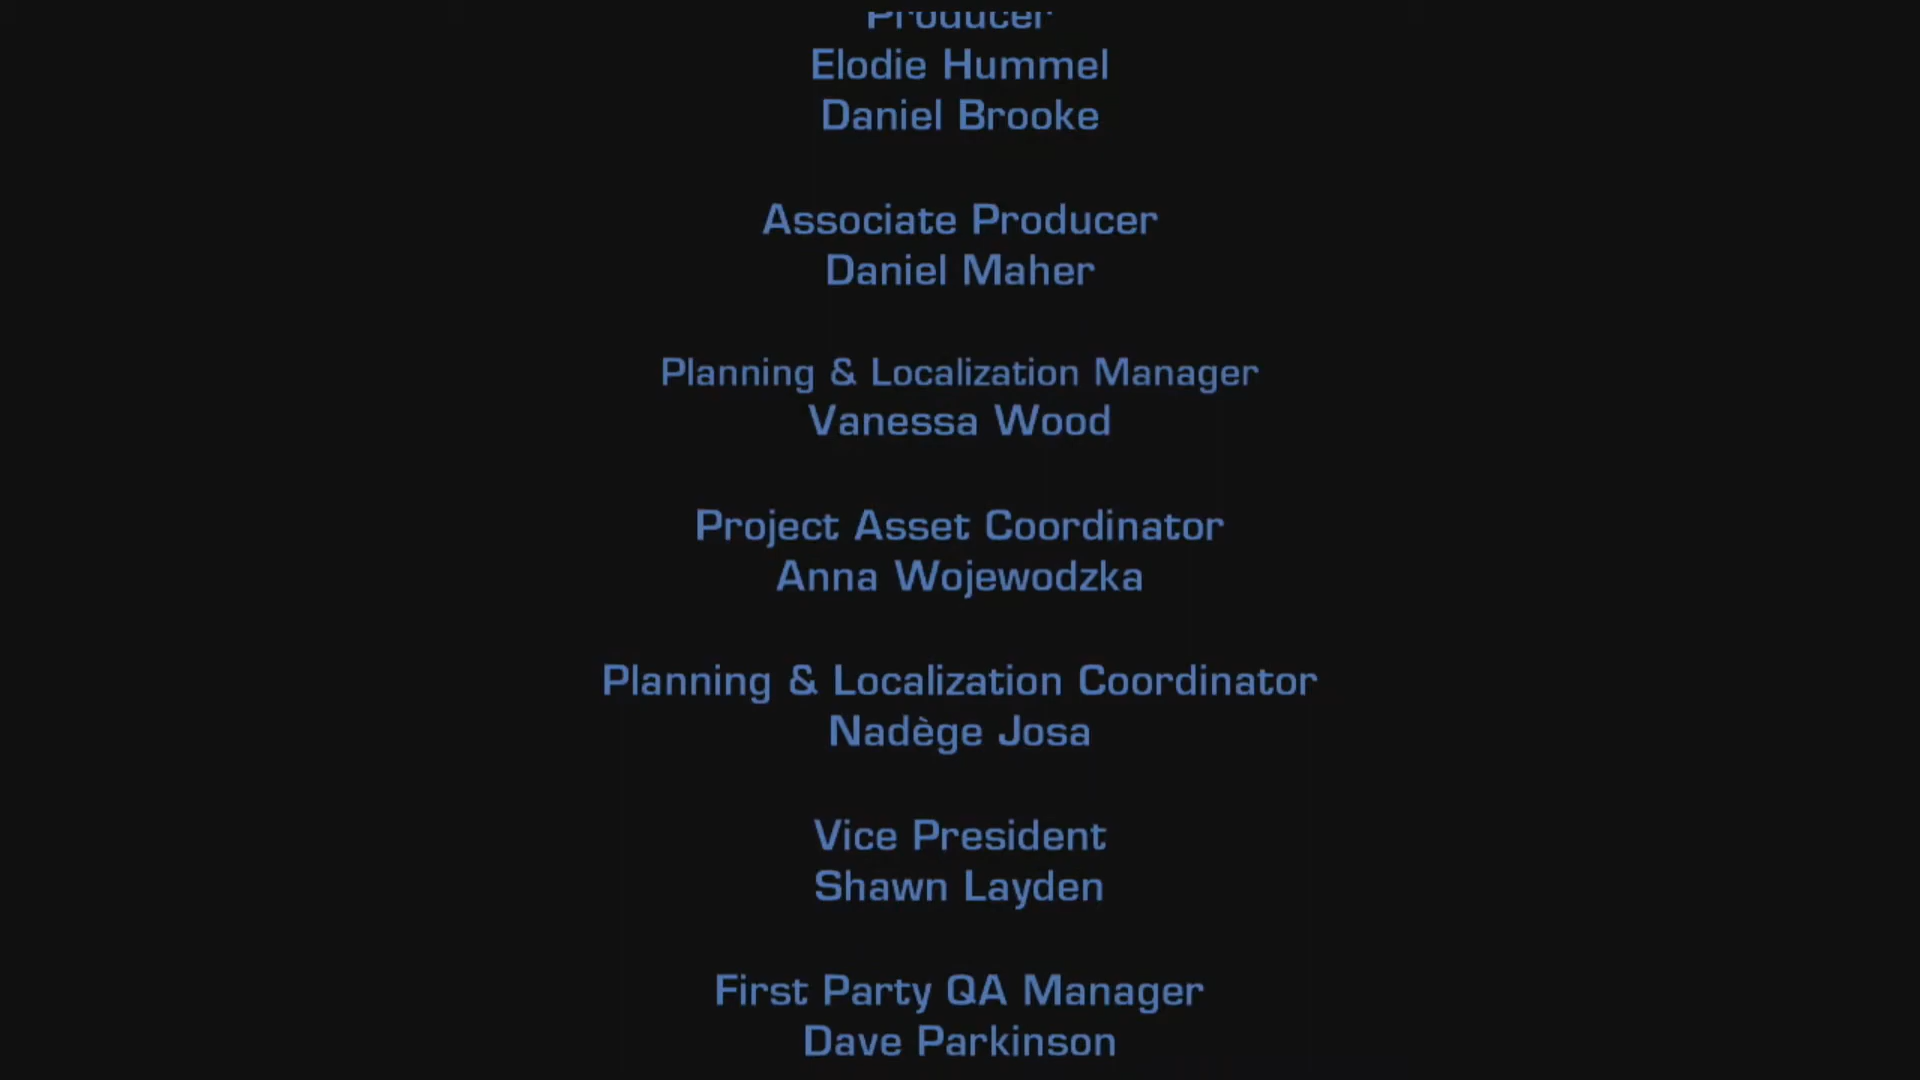 Producer
Elodie Hummel
Daniel Brooke
Associate Producer
Daniel Maher
Planning & Localization Manager
Vanessa Wood
Project Asset Coordinator
Anna Wojewodzka
Planning & Localization Coordinator
Nadège Josa
Vice President
Shawn Layden
First Party QA Manager
Dave Parkinson